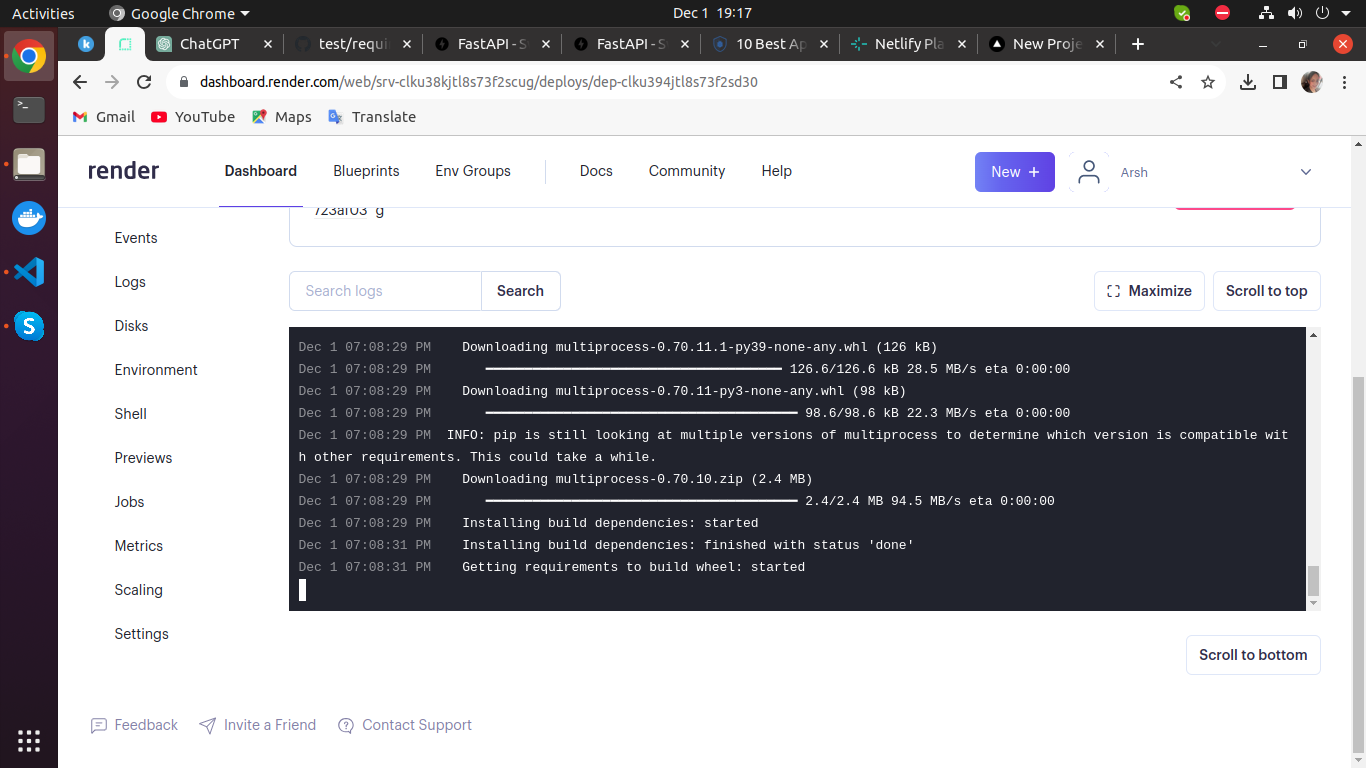 Activities
Google Chrome
Dec 1 19:17
ChatGPT
test/requi
FastAPI - S
FastAPI - S
10 Best Ap
Netlify Pla
New Proje
dashboard.render.com/web/srv-clku38kjtl8s73f2scug/deploys/dep-clku394jtl8s73f2sd30
Gmail
YouTube
Maps
Translate
render
Dashboard
Blueprints
Env Groups
Docs
Community
Help
New +
Arsh
723af03
Events
Logs
Disks
Environment
Shell
Previews
Jobs
Metrics
Scaling
Settings
Search logs
Search
Maximize
Scroll to top
Dec 1 07:08:29 PM Downloading multiprocess-0.70.11.1-py39-none-any.whl (126 kB)
Dec 1 07:08:29 PM ━━━━━━━━━━━━━━━━━━━━━━━━━━━━━━━━━━━━━━ 126.6/126.6 kB 28.5 MB/s eta 0:00:00
Dec 1 07:08:29 PM Downloading multiprocess-0.70.11-py3-none-any.whl (98 kB)
Dec 1 07:08:29 PM ━━━━━━━━━━━━━━━━━━━━━━━━━━━━━━━━━━━━━━━━ 98.6/98.6 kB 22.3 MB/s eta 0:00:00
Dec 1 07:08:29 PM INFO: pip is still looking at multiple versions of multiprocess to determine which version is compatible wit
h other requirements. This could take a while.
Dec 1 07:08:29 PM Downloading multiprocess-0.70.10.zip (2.4 MB)
Dec 1 07:08:29 PM ━━━━━━━━━━━━━━━━━━━━━━━━━━━━━━━━━━━━━━━━ 2.4/2.4 MB 94.5 MB/s eta 0:00:00
Dec 1 07:08:29 PM Installing build dependencies: started
Dec 1 07:08:31 PM Installing build dependencies: finished with status 'done'
Dec 1 07:08:31 PM Getting requirements to build wheel: started
Scroll to bottom
Feedback
Invite a Friend
Contact Support